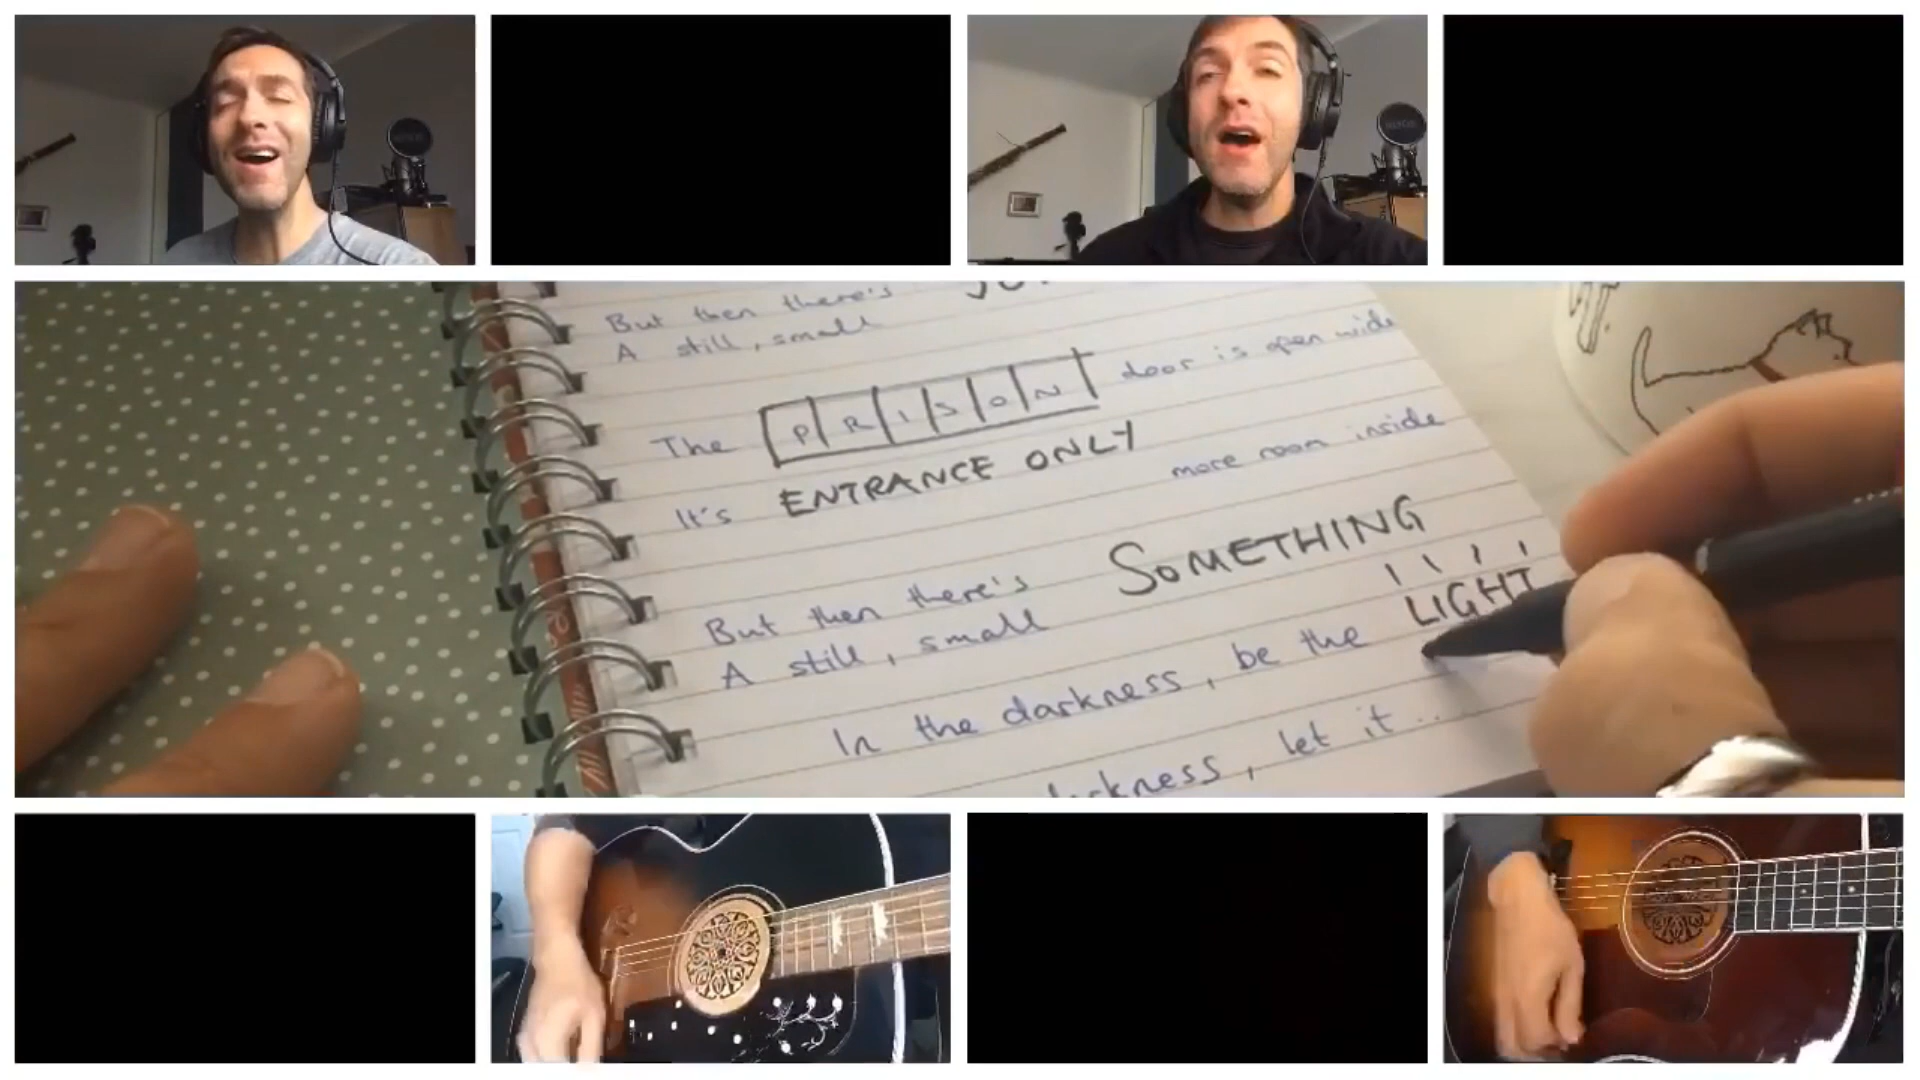 But then there's
A still, small
The PRISON door is open wide
It's ENTRANCE ONLY more room inside
But then there's SOMETHING
A still, small
In the darkness, be the LIGHT
darkness, let it ..